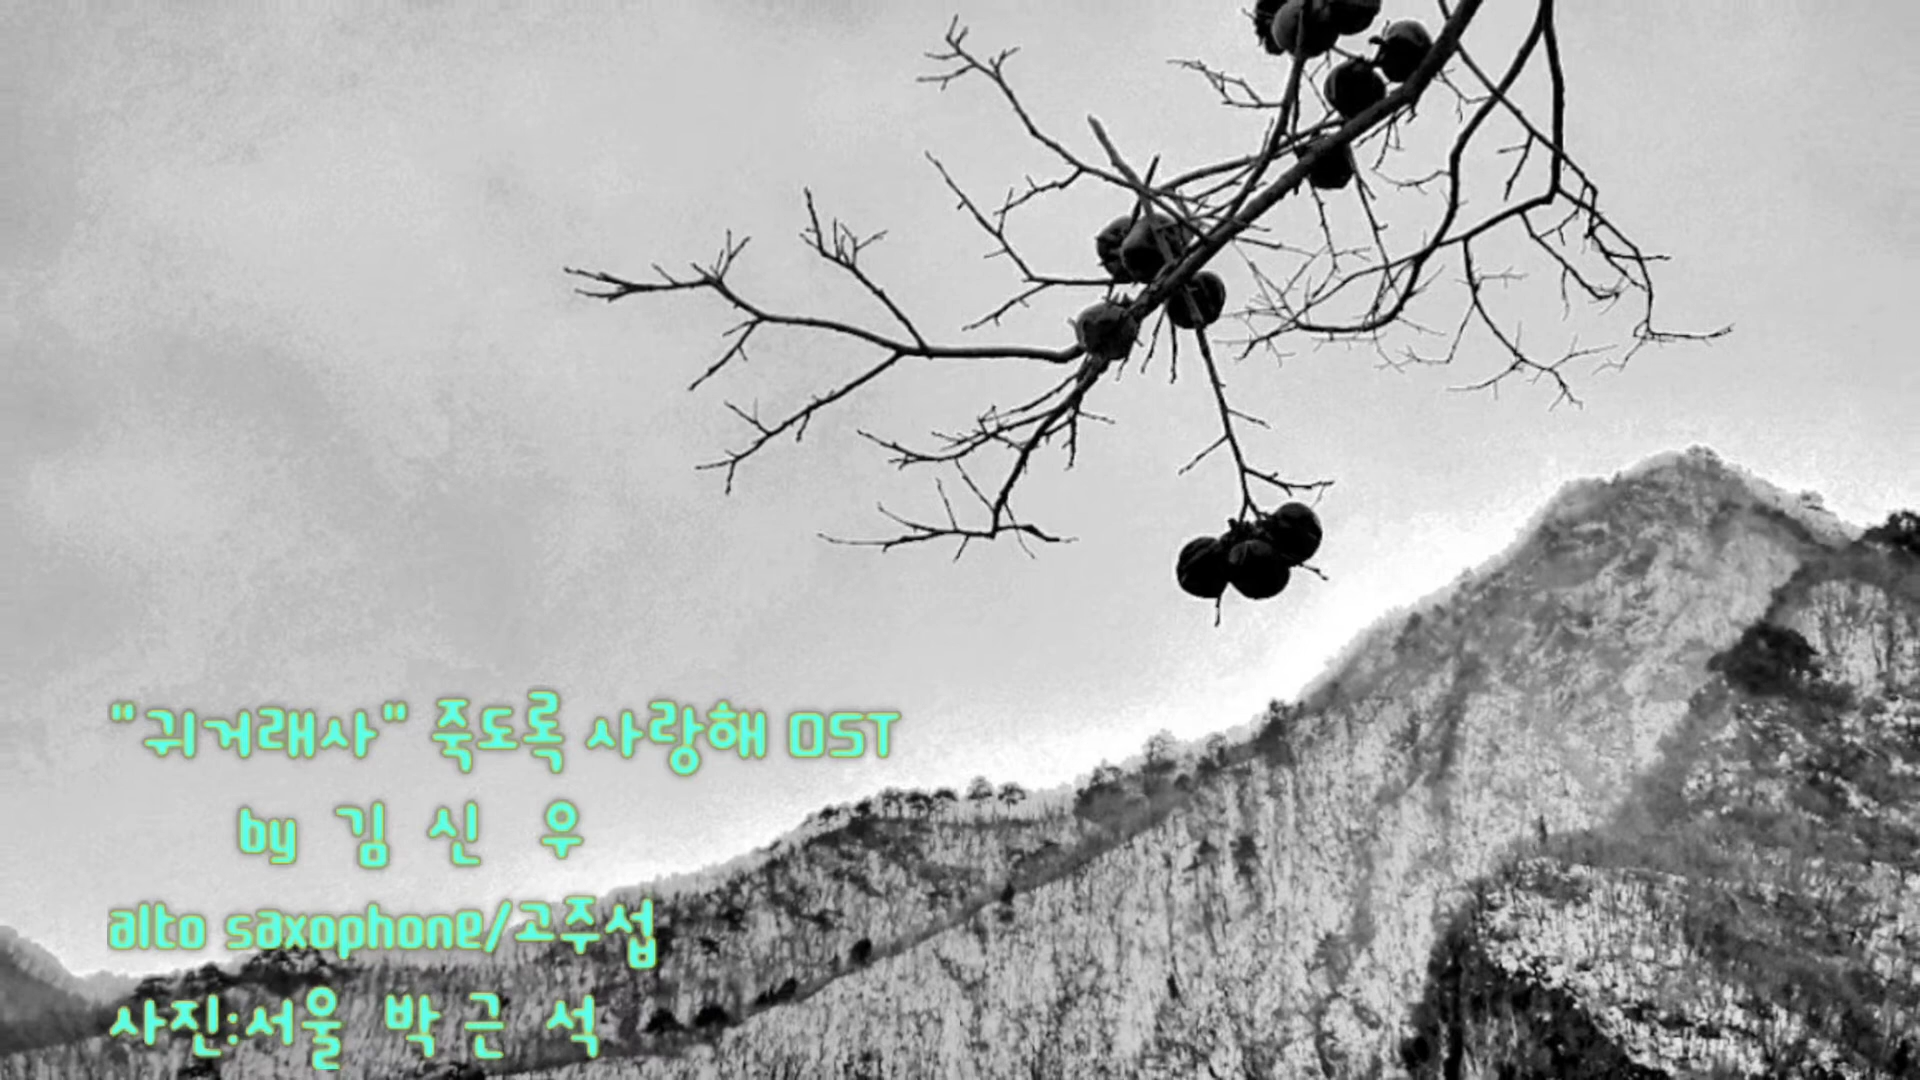 "귀거래사" 죽도록 사랑해 OST
by 김 신 우
alto saxophone/고주섭
사진:서울 박 근 석